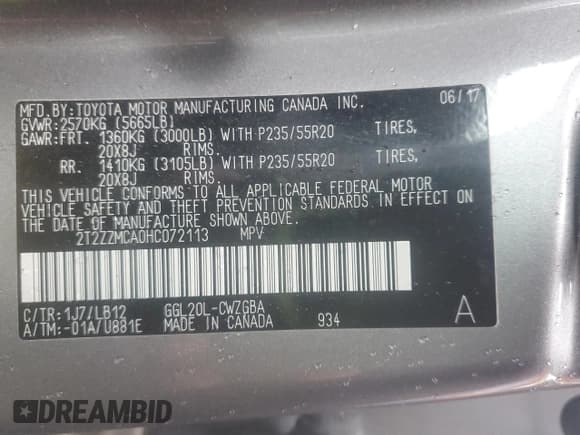 MFD.BY:TOYOTA MOTOR MANUFACTURING CANADA INC. 06/17
GVWR:2570KG (5665LB)
GAWR:FRT. 1360KG (3000LB) WITH P235/55R20 TIRES,
20X8J RIMS.
RR. 1410KG (3105LB) WITH P235/55R20 TIRES,
20X8J RIMS.
THIS VEHICLE CONFORMS TO ALL APPLICABLE FEDERAL MOTOR
VEHICLE SAFETY AND THEFT PREVENTION STANDARDS IN EFFECT ON
THE DATE OF MANUFACTURE SHOWN ABOVE.
2T2ZZMCA0HC072113 MPV
C/TR:1J7/LB12 GGL20L-CWZGBA
A/TM:-01A/U881E MADE IN CANADA 934 A
DREAMBID